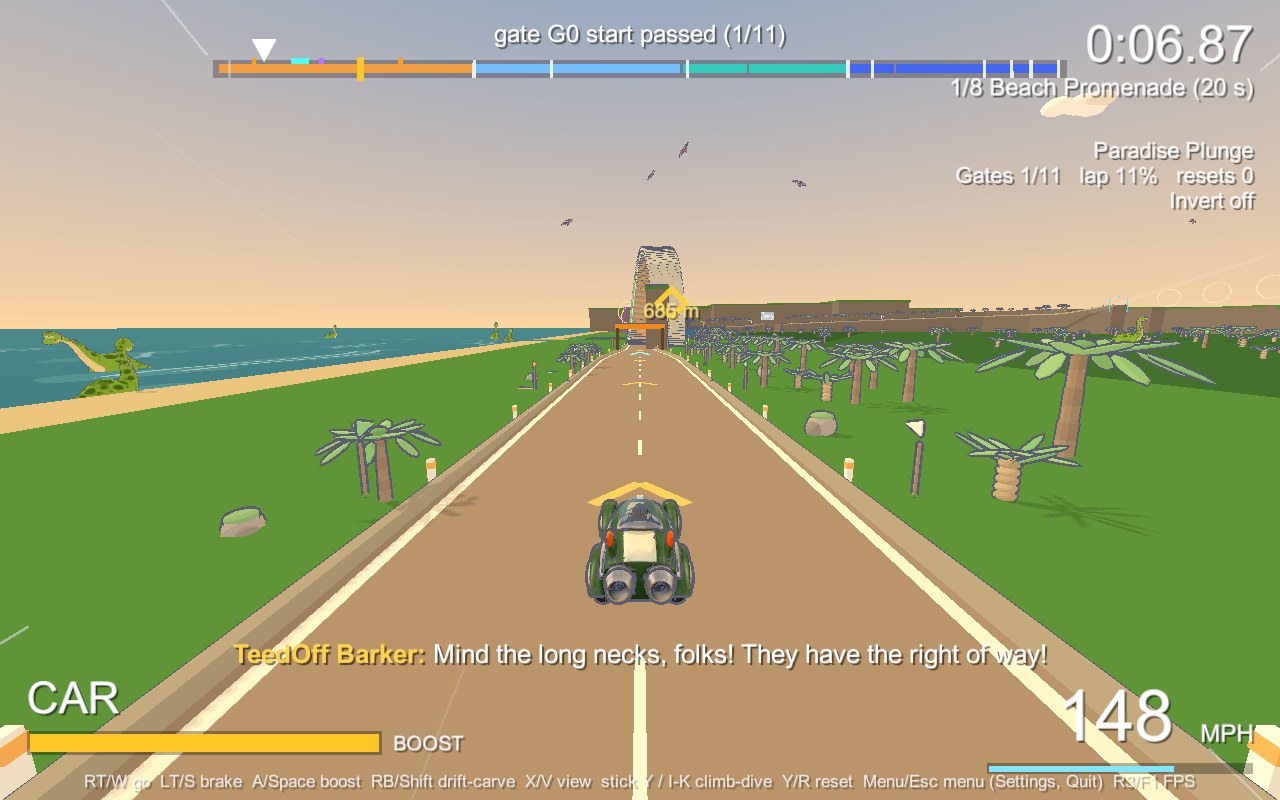 gate G0 start passed (1/11)
0:06.87
1/8 Beach Promenade (20 s)
Paradise Plunge
Gates 1/11 lap 11% resets 0
Invert off
685 m
TeedOff Barker: Mind the long necks, folks! They have the right of way!
CAR
BOOST
148 MPH
RT/W go LT/S brake A/Space boost RB/Shift drift-carve X/V view stick Y / I-K climb-dive Y/R reset Menu/Esc menu (Settings, Quit) R3/F1 FPS